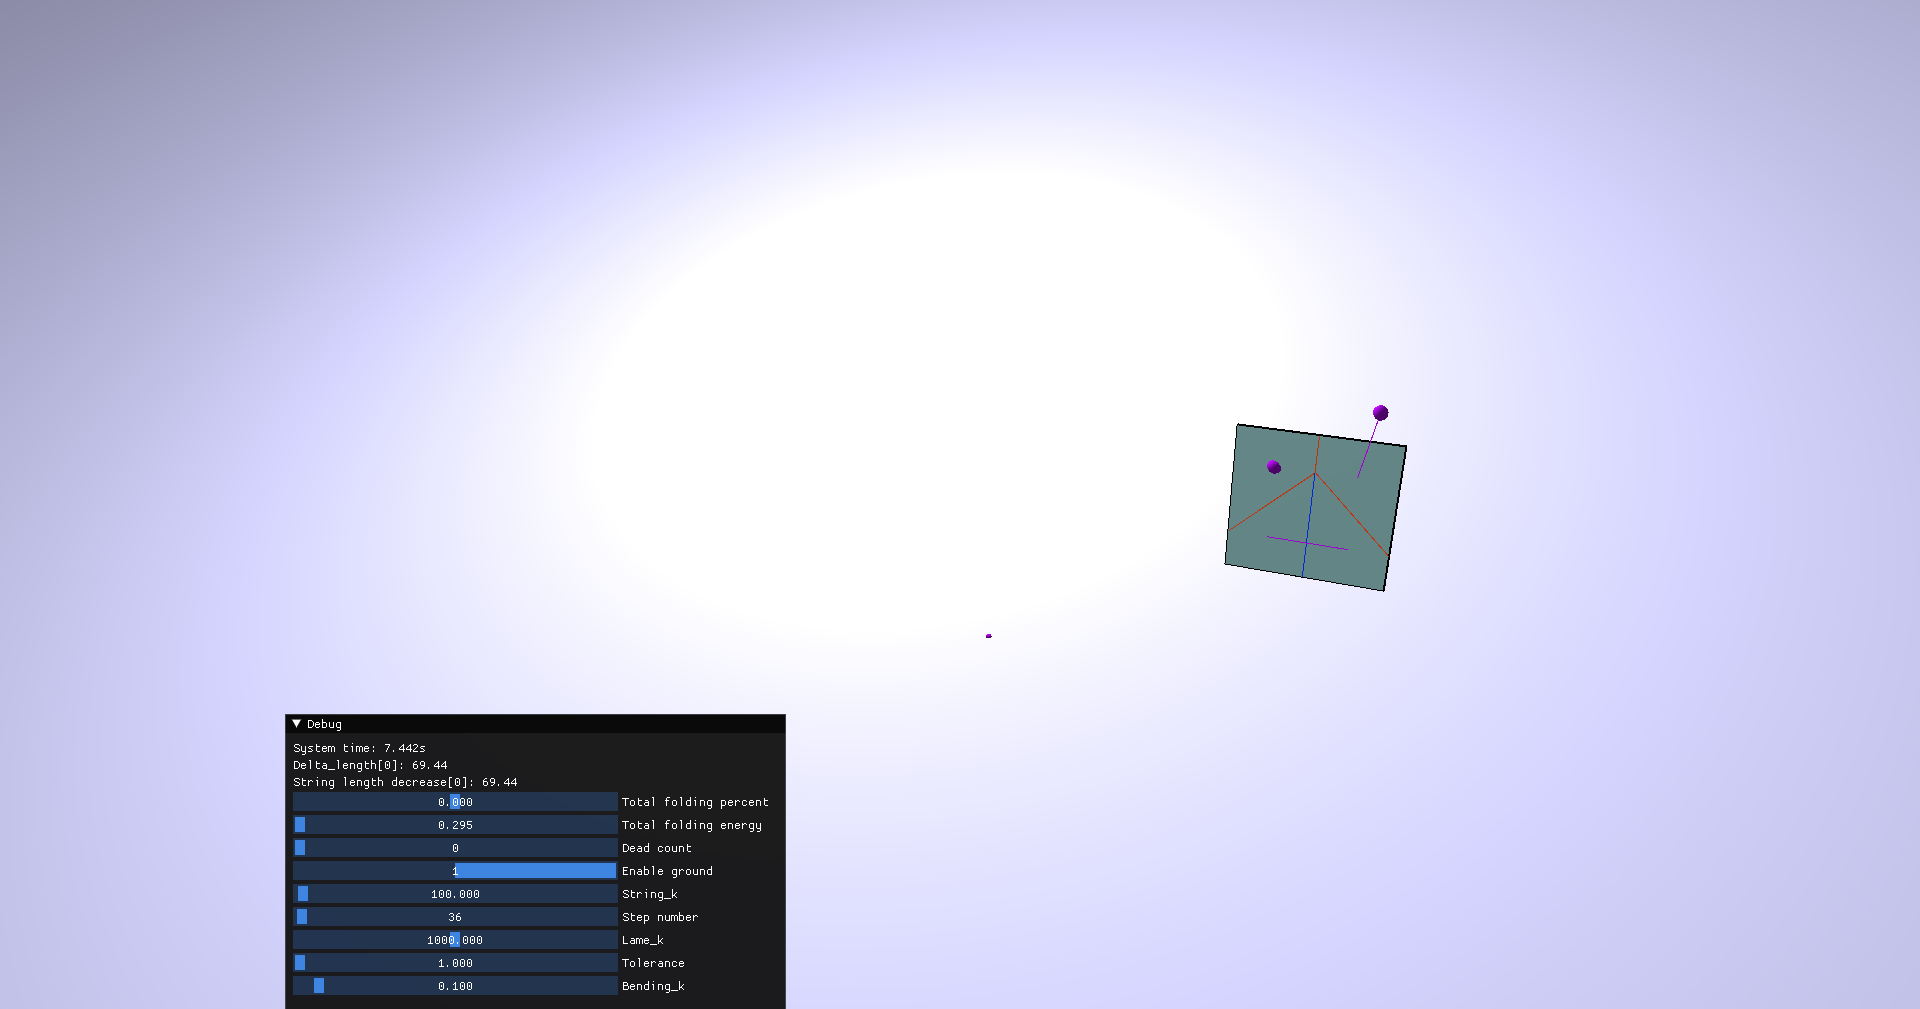 Debug
System time: 7.442s
Delta_length[0]: 69.44
String length decrease[0]: 69.44
0.000 Total folding percent
0.295 Total folding energy
0 Dead count
1 Enable ground
100.000 String_k
36 Step number
1000.000 Lame_k
1.000 Tolerance
0.100 Bending_k